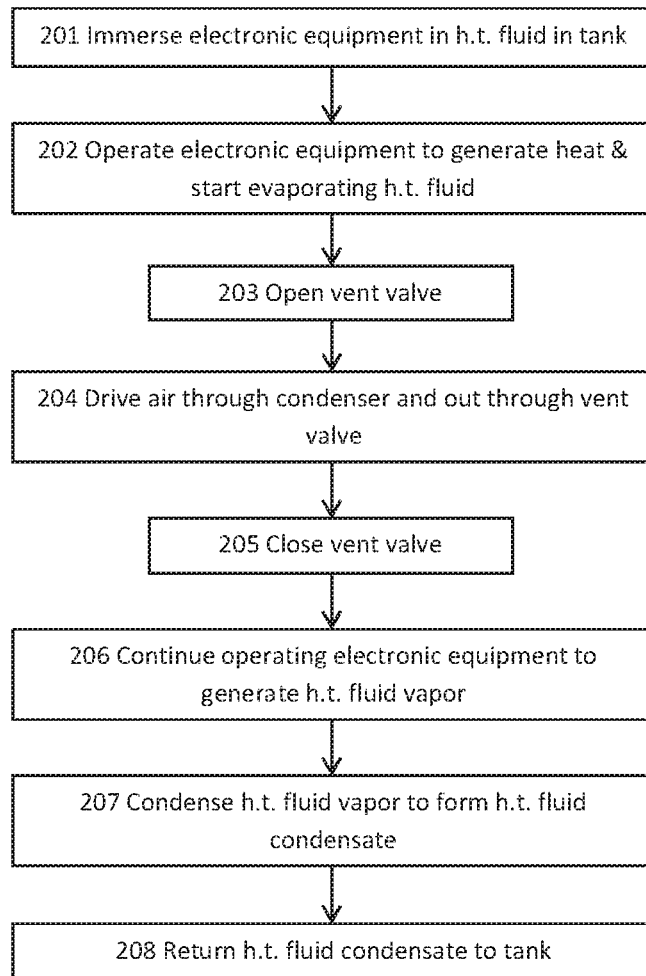 201 Immerse electronic equipment in h.t. fluid in tank
202 Operate electronic equipment to generate heat &
start evaporating h.t. fluid
203 Open vent valve
204 Drive air through condenser and out through vent
valve
205 Close vent valve
206 Continue operating electronic equipment to
generate h.t. fluid vapor
207 Condense h.t. fluid vapor to form h.t. fluid
condensate
208 Return h.t. fluid condensate to tank